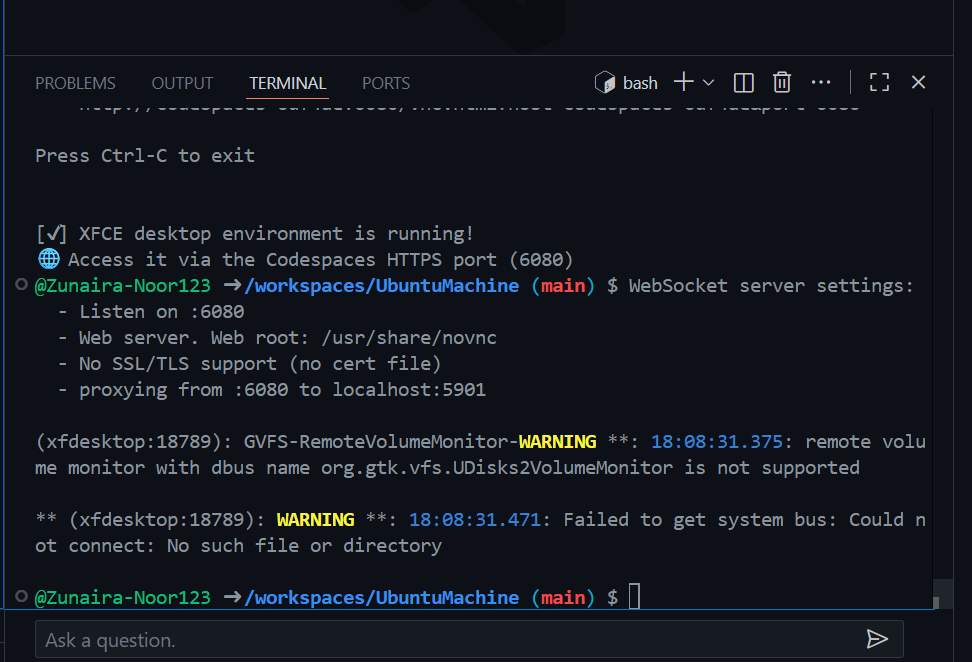 PROBLEMS OUTPUT TERMINAL PORTS bash
Press Ctrl-C to exit
[✓] XFCE desktop environment is running!
🌐 Access it via the Codespaces HTTPS port (6080)
@Zunaira-Noor123 ➜/workspaces/UbuntuMachine (main) $ WebSocket server settings:
- Listen on :6080
- Web server. Web root: /usr/share/novnc
- No SSL/TLS support (no cert file)
- proxying from :6080 to localhost:5901
(xfdesktop:18789): GVFS-RemoteVolumeMonitor-WARNING **: 18:08:31.375: remote volu
me monitor with dbus name org.gtk.vfs.UDisks2VolumeMonitor is not supported
** (xfdesktop:18789): WARNING **: 18:08:31.471: Failed to get system bus: Could n
ot connect: No such file or directory
@Zunaira-Noor123 ➜/workspaces/UbuntuMachine (main) $
Ask a question.